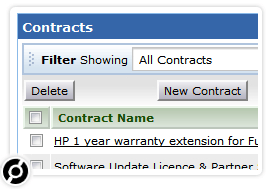 Contracts
Filter Showing All Contracts
Delete New Contract
Contract Name
HP 1 year warranty extension for
Software Update Licence & Partner